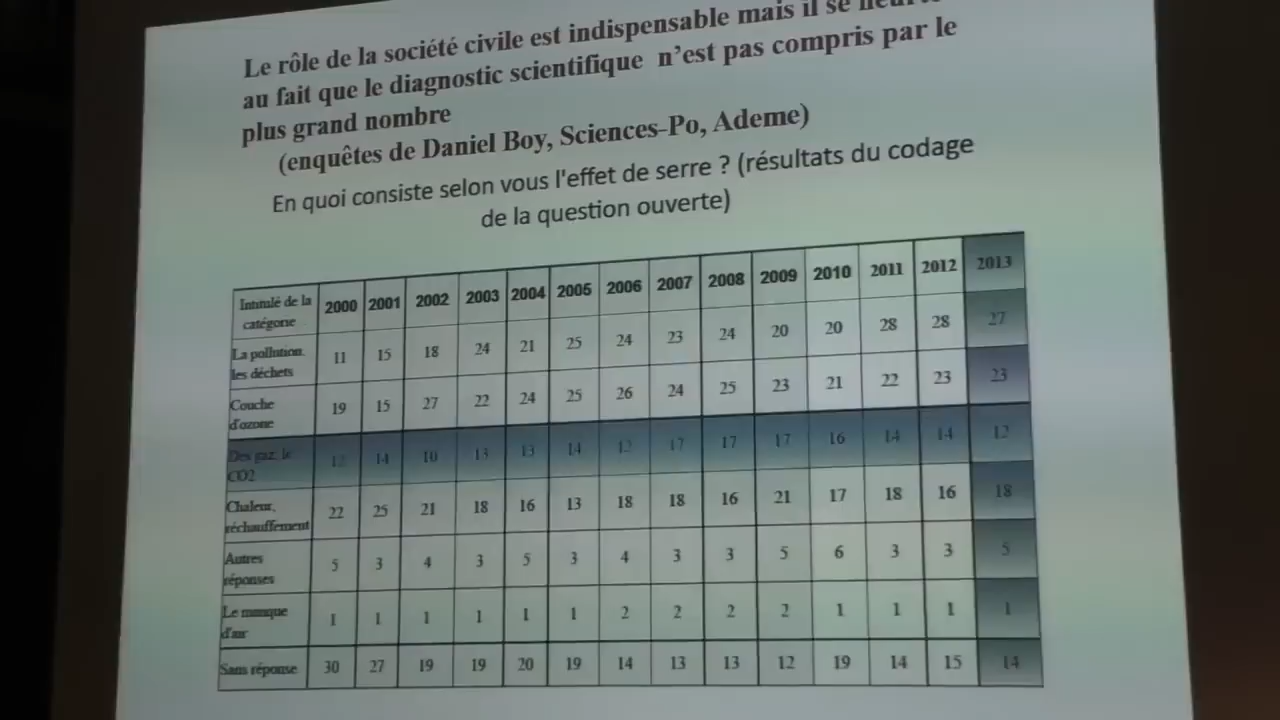 Le rôle de la société civile est indispensable mais il se
au fait que le diagnostic scientifique n'est pas compris par le
plus grand nombre
(enquêtes de Daniel Boy, Sciences-Po, Ademe)
En quoi consiste selon vous l'effet de serre ? (résultats du codage
de la question ouverte)
Intitulé de la catégorie 2000 2001 2002 2003 2004 2005 2006 2007 2008 2009 2010 2011 2012 2013
La pollution, les déchets 11 15 18 24 21 25 24 23 24 20 20 28 28 27
Couche d'ozone 19 15 27 22 24 25 26 24 25 23 21 22 23 23
Des gaz, le CO2 12 14 10 13 13 14 12 17 17 17 16 14 14 12
Chaleur, réchauffement 22 25 21 18 16 13 18 18 16 21 17 18 16 18
Autres réponses 5 3 4 3 5 3 4 3 3 5 6 3 3 5
Le manque d'air 1 1 1 1 1 1 2 2 2 2 1 1 1 1
Sans réponse 30 27 19 19 20 19 14 13 13 12 19 14 15 14